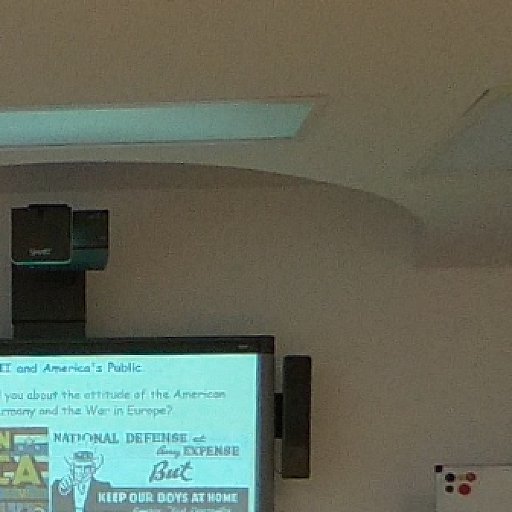 II and America's Public
you about the attitude of the American
and the War in Europe?
NATIONAL DEFENSE at
any EXPENSE
But
KEEP OUR BOYS AT HOME